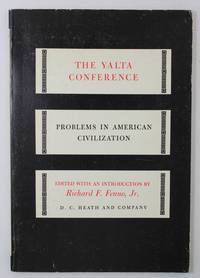 THE YALTA
CONFERENCE
PROBLEMS IN AMERICAN
CIVILIZATION
EDITED WITH AN INTRODUCTION BY
Richard F. Fenno, Jr.
D. C. HEATH AND COMPANY